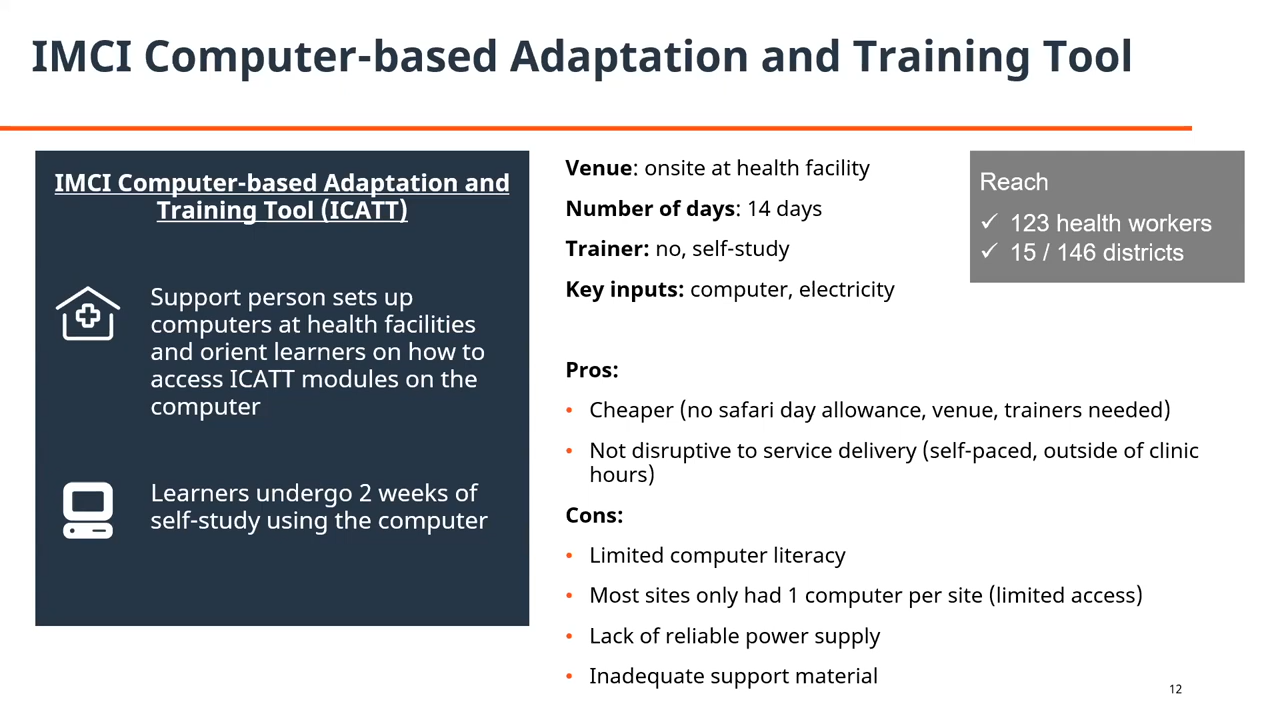 IMCI Computer-based Adaptation and Training Tool
IMCI Computer-based Adaptation and
Training Tool (ICATT)
Support person sets up
computers at health facilities
and orient learners on how to
access ICATT modules on the
computer
Learners undergo 2 weeks of
self-study using the computer
Venue: onsite at health facility
Number of days: 14 days
Trainer: no, self-study
Key inputs: computer, electricity
Reach
✓ 123 health workers
✓ 15 / 146 districts
Pros:
• Cheaper (no safari day allowance, venue, trainers needed)
• Not disruptive to service delivery (self-paced, outside of clinic
hours)
Cons:
• Limited computer literacy
• Most sites only had 1 computer per site (limited access)
• Lack of reliable power supply
• Inadequate support material
12